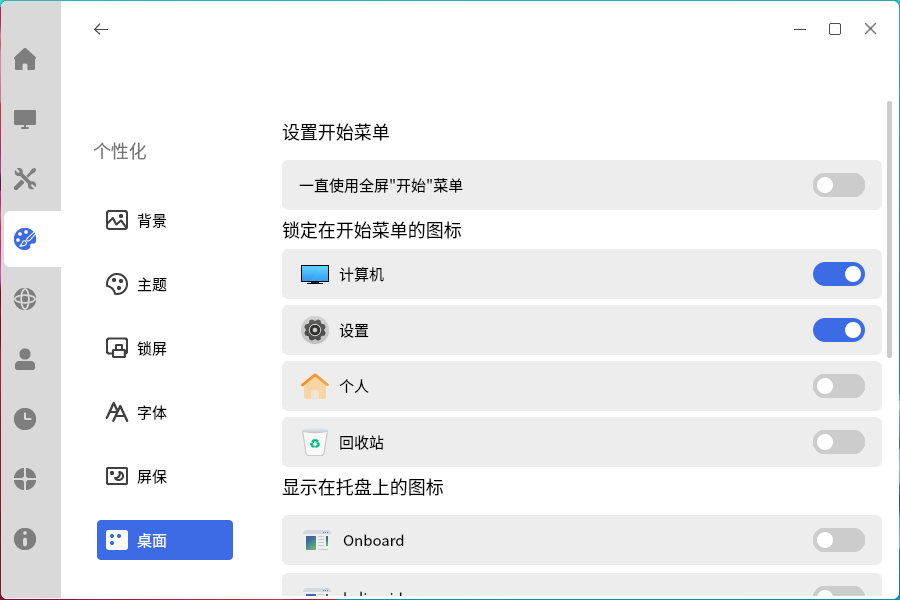 个性化
背景
主题
锁屏
字体
屏保
桌面
设置开始菜单
一直使用全屏"开始"菜单
锁定在开始菜单的图标
计算机
设置
个人
回收站
显示在托盘上的图标
Onboard